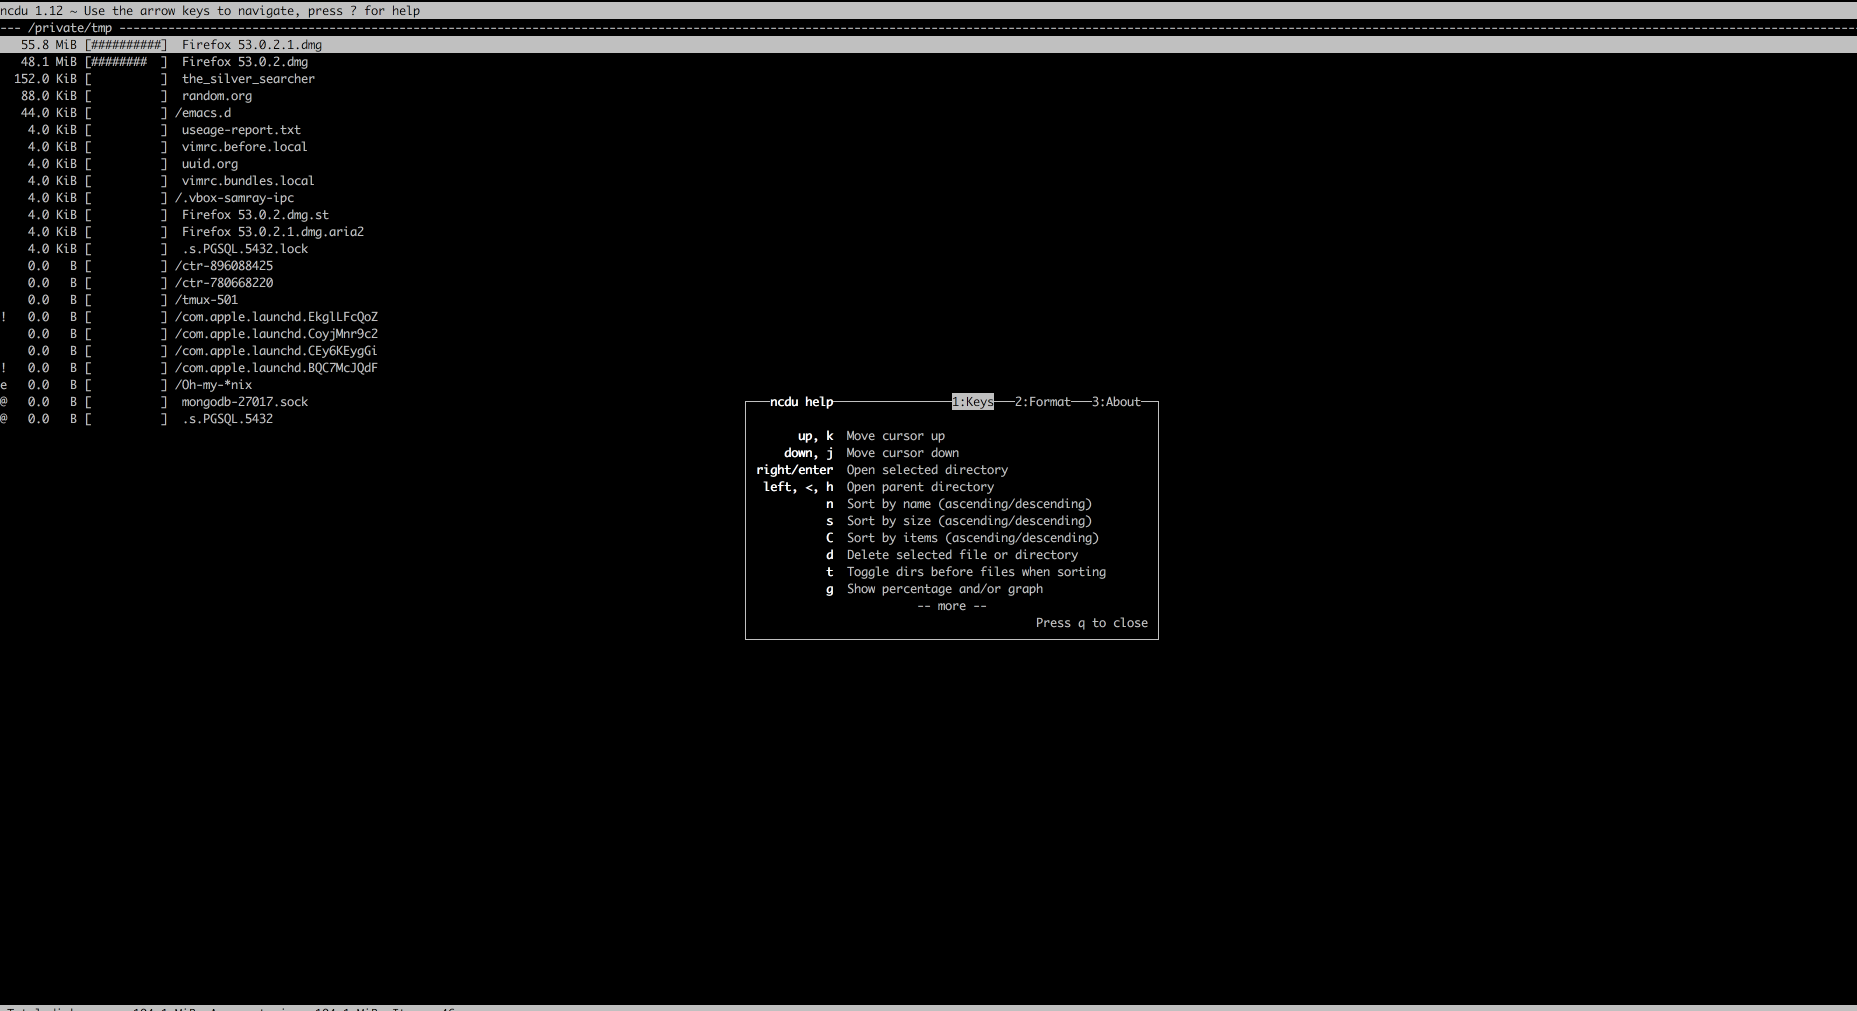 ncdu 1.12 ~ Use the arrow keys to navigate, press ? for help
--- /private/tmp ---
55.8 MiB [##########]  Firefox 53.0.2.1.dmg
48.1 MiB [########  ]  Firefox 53.0.2.dmg
152.0 KiB [          ]  the_silver_searcher
88.0 KiB [          ]  random.org
44.0 KiB [          ] /emacs.d
4.0 KiB [          ]  useage-report.txt
4.0 KiB [          ]  vimrc.before.local
4.0 KiB [          ]  uuid.org
4.0 KiB [          ]  vimrc.bundles.local
4.0 KiB [          ] /.vbox-samray-ipc
4.0 KiB [          ]  Firefox 53.0.2.dmg.st
4.0 KiB [          ]  Firefox 53.0.2.1.dmg.aria2
4.0 KiB [          ]  .s.PGSQL.5432.lock
0.0   B [          ] /ctr-896088425
0.0   B [          ] /ctr-780668220
0.0   B [          ] /tmux-501
!   0.0   B [          ] /com.apple.launchd.EkglLFcQoZ
0.0   B [          ] /com.apple.launchd.CoyjMnr9c2
0.0   B [          ] /com.apple.launchd.CEy6KEygGi
!   0.0   B [          ] /com.apple.launchd.BQC7McJQdF
e   0.0   B [          ] /Oh-my-*nix
@   0.0   B [          ]  mongodb-27017.sock
@   0.0   B [          ]  .s.PGSQL.5432
ncdu help 1:Keys 2:Format 3:About
up, k  Move cursor up
down, j  Move cursor down
right/enter  Open selected directory
left, <, h  Open parent directory
n  Sort by name (ascending/descending)
s  Sort by size (ascending/descending)
C  Sort by items (ascending/descending)
d  Delete selected file or directory
t  Toggle dirs before files when sorting
g  Show percentage and/or graph
-- more --
Press q to close